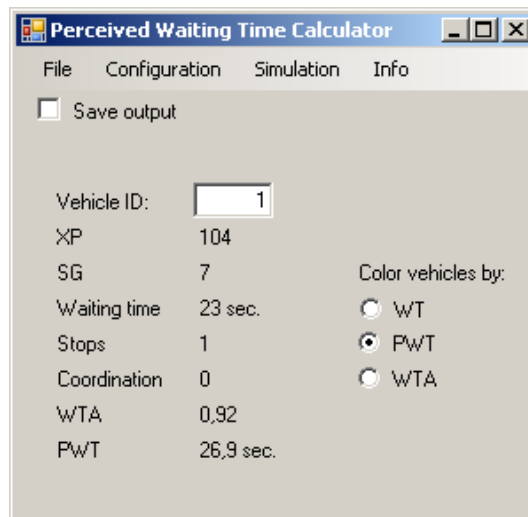 Perceived Waiting Time Calculator
File Configuration Simulation Info
Save output
Vehicle ID: 1
XP 104
SG 7 Color vehicles by:
Waiting time 23 sec. WT
Stops 1 PWT
Coordination 0 WTA
WTA 0,92
PWT 26,9 sec.